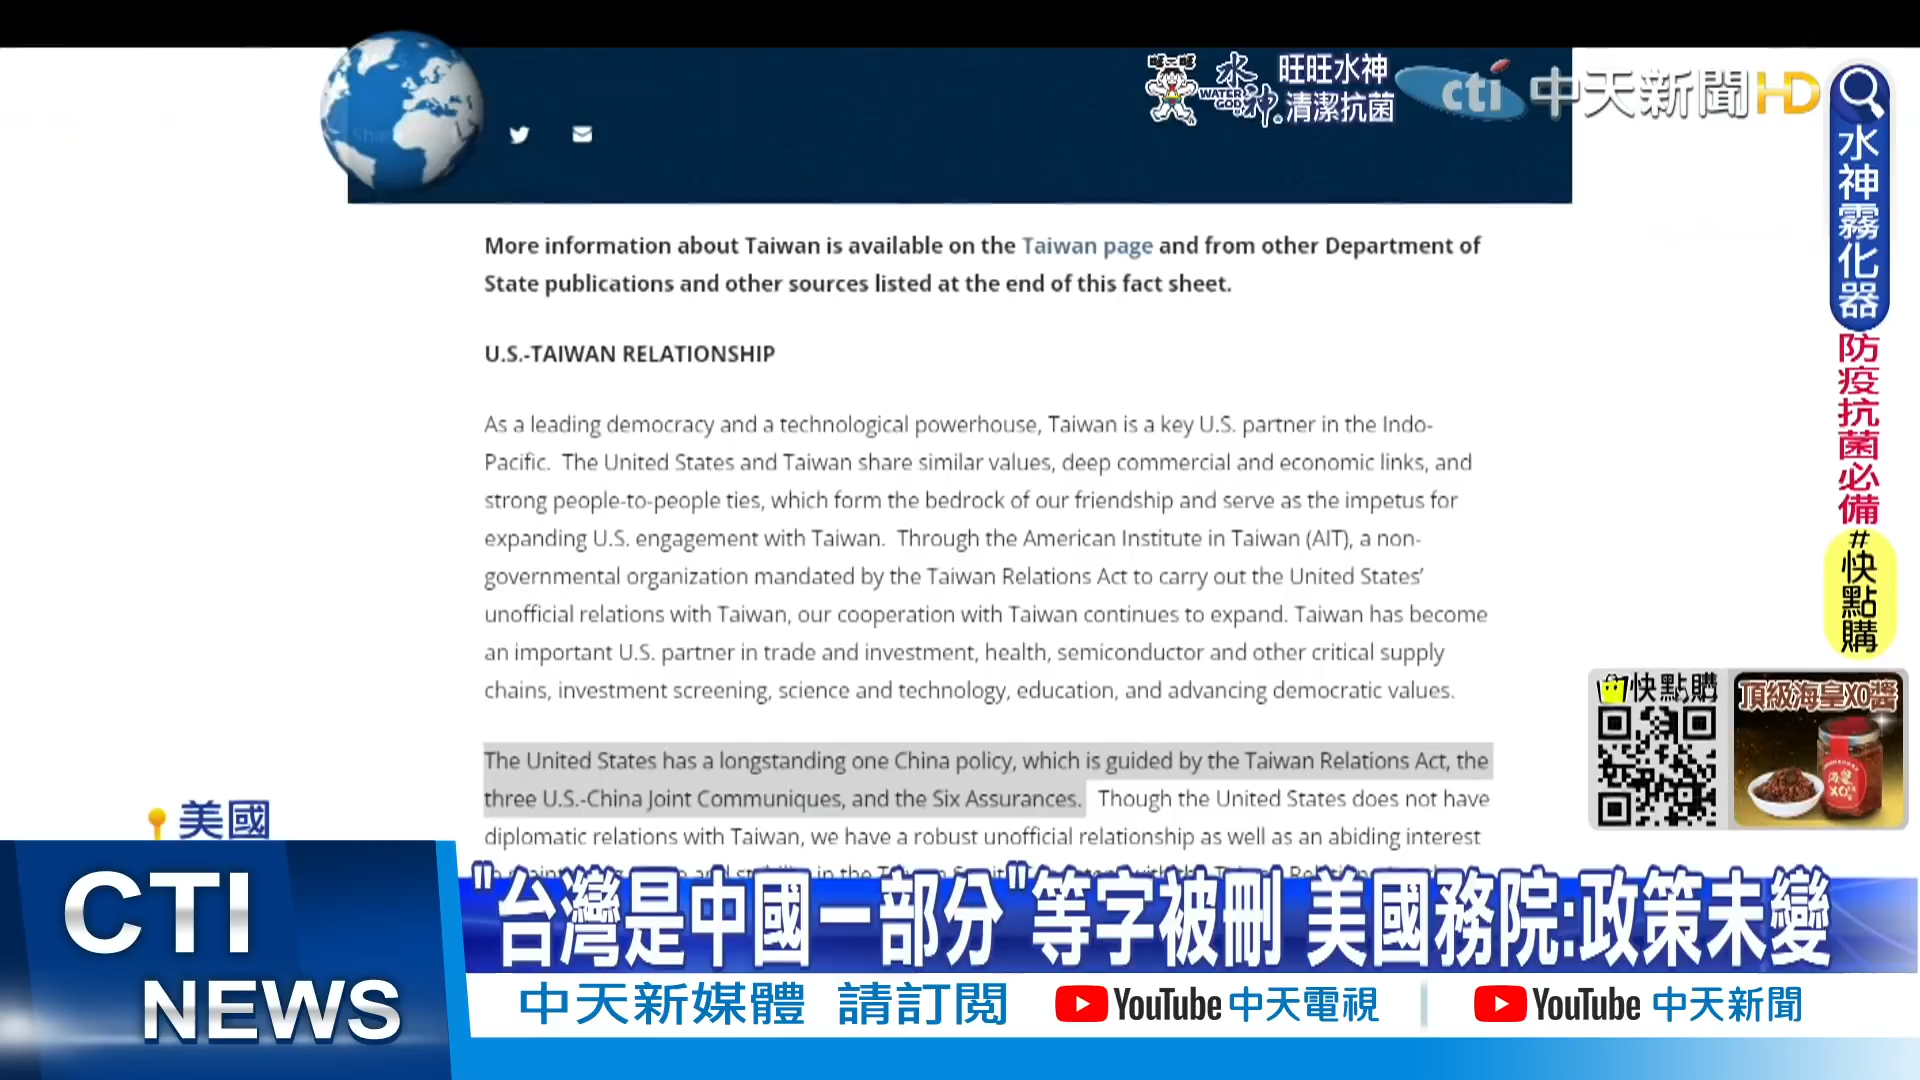 旺旺水神
清潔抗菌
水神
WATER
GOD
cti 中天新聞HD
水神霧化器
防疫抗菌必備
#快點購
More information about Taiwan is available on the Taiwan page and from other Department of
State publications and other sources listed at the end of this fact sheet.
U.S.-TAIWAN RELATIONSHIP
As a leading democracy and a technological powerhouse, Taiwan is a key U.S. partner in the Indo-
Pacific.  The United States and Taiwan share similar values, deep commercial and economic links, and
strong people-to-people ties, which form the bedrock of our friendship and serve as the impetus for
expanding U.S. engagement with Taiwan.  Through the American Institute in Taiwan (AIT), a non-
governmental organization mandated by the Taiwan Relations Act to carry out the United States’
unofficial relations with Taiwan, our cooperation with Taiwan continues to expand. Taiwan has become
an important U.S. partner in trade and investment, health, semiconductor and other critical supply
chains, investment screening, science and technology, education, and advancing democratic values.
The United States has a longstanding one China policy, which is guided by the Taiwan Relations Act, the
three U.S.-China Joint Communiques, and the Six Assurances.  Though the United States does not have
diplomatic relations with Taiwan, we have a robust unofficial relationship as well as an abiding interest
快點購
頂級海皇XO醬
美國
"台灣是中國一部分"等字被刪 美國務院:政策未變
CTI
NEWS
中天新媒體 請訂閱 YouTube 中天電視 | YouTube 中天新聞